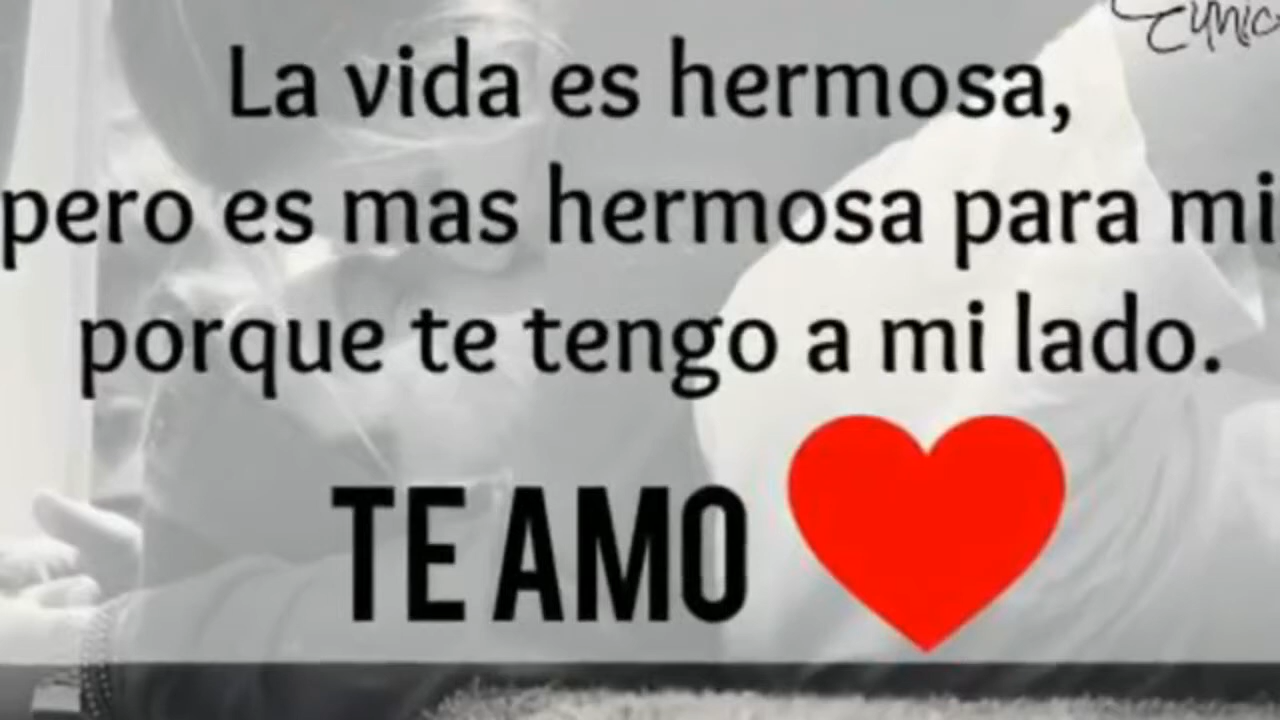 La vida es hermosa,
pero es mas hermosa para mi
porque te tengo a mi lado.
TE AMO